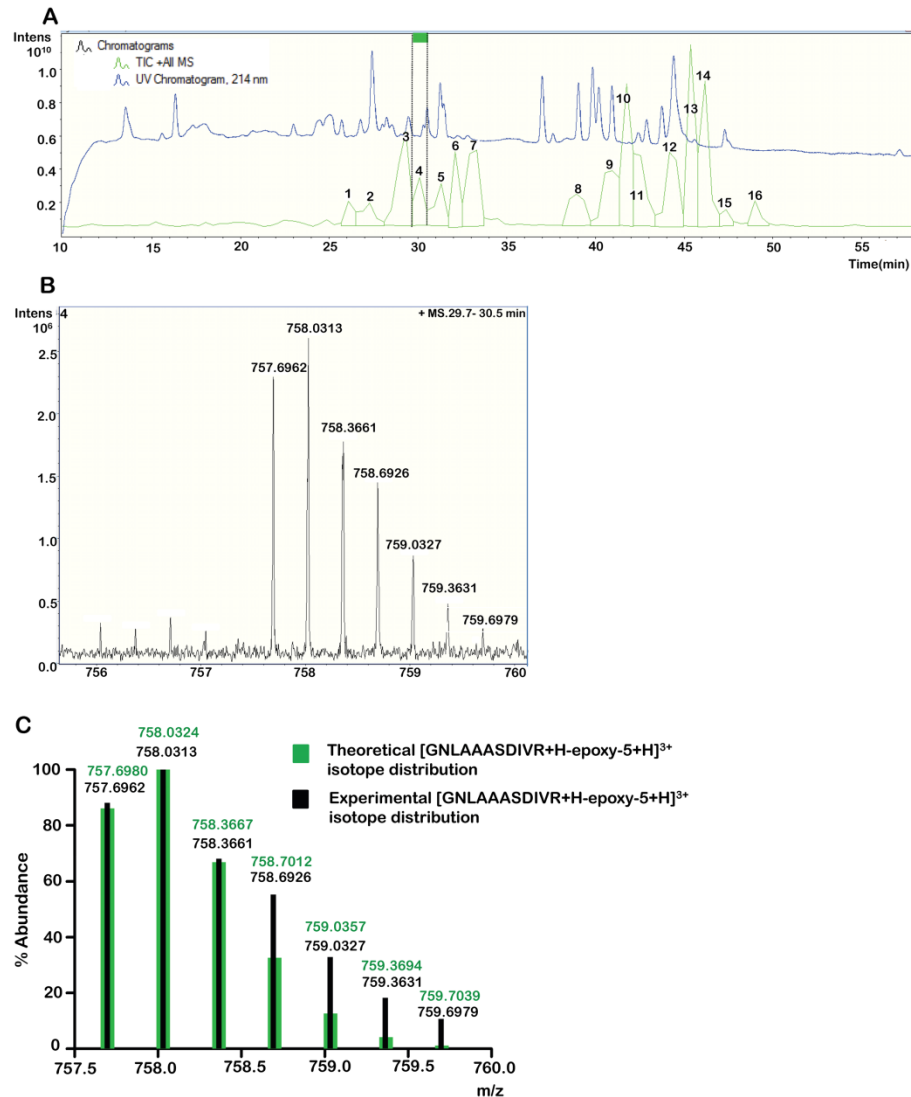 A
Intens
10¹⁰
Chromatograms
TIC +All MS
UV Chromatogram, 214 nm
1.0
0.8
0.6
0.4
0.2
1
2
3
4
5
6
7
8
9
10
11
12
13
14
15
16
10 15 20 25 30 35 40 45 50 55
Time(min)
B
Intens 4
10⁶
+ MS.29.7- 30.5 min
2.5
2.0
1.5
1.0
0.5
0.0
757.6962
758.0313
758.3661
758.6926
759.0327
759.3631
759.6979
756 757 758 759 760
C
Theoretical [GNLAAASDIVR+H-epoxy-5+H]³⁺
isotope distribution
Experimental [GNLAAASDIVR+H-epoxy-5+H]³⁺
isotope distribution
758.0324
758.0313
757.6980
757.6962
758.3667
758.3661
758.7012
758.6926
759.0357
759.0327
759.3694
759.3631
759.7039
759.6979
% Abundance
100
80
60
40
20
0
757.5 758.0 758.5 759.0 759.5 760.0
m/z